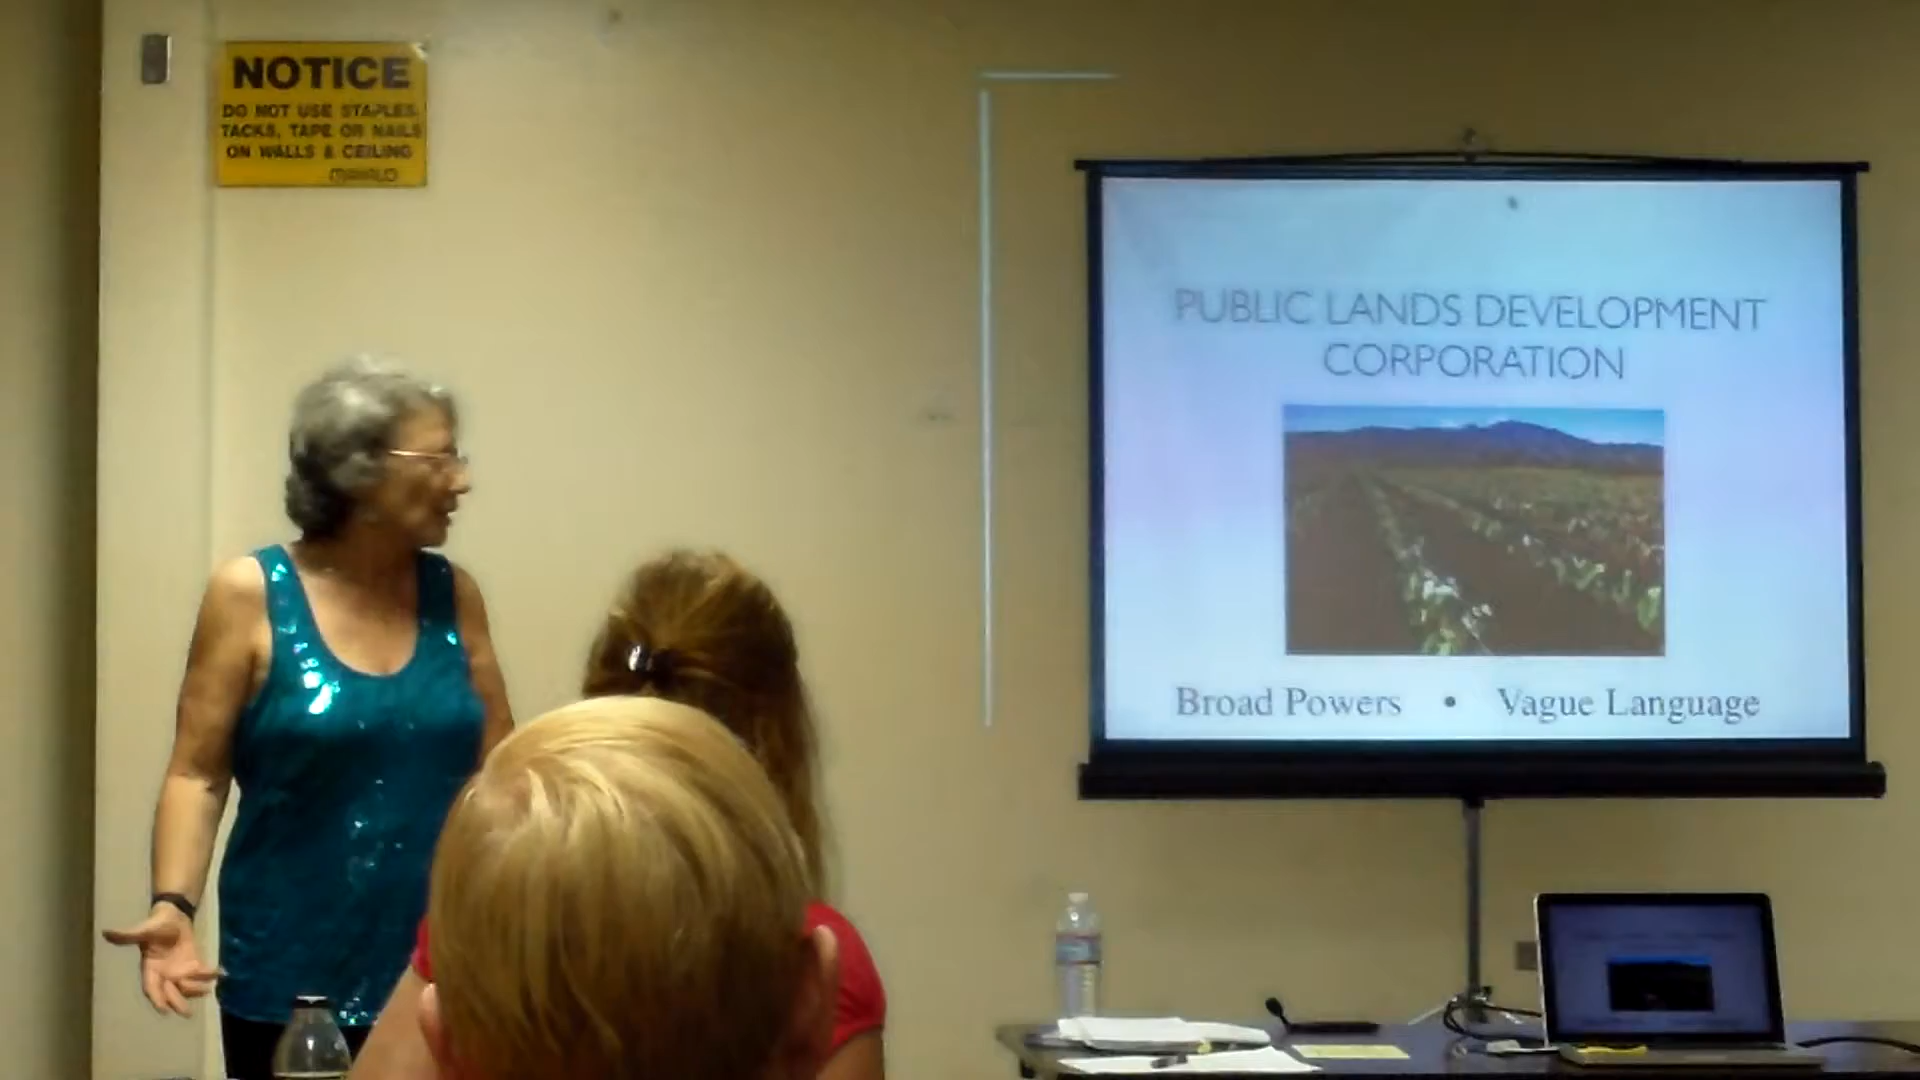 NOTICE
DO NOT USE STAPLES,
TACKS, TAPE OR NAILS
ON WALLS & CEILING
MAHALO
PUBLIC LANDS DEVELOPMENT
CORPORATION
Broad Powers • Vague Language